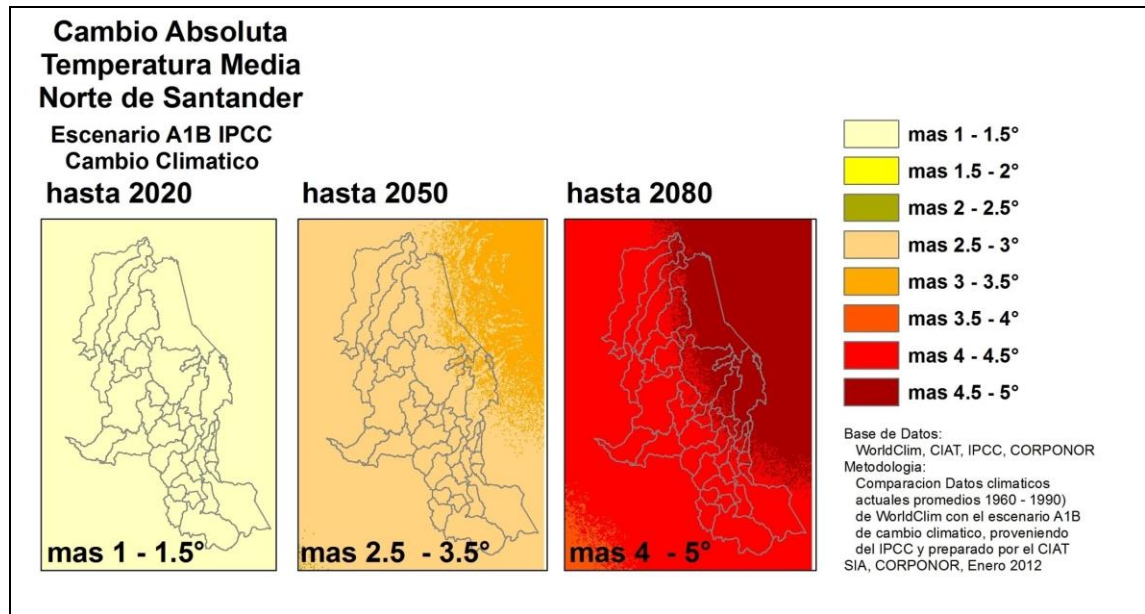 Cambio Absoluta
Temperatura Media
Norte de Santander
Escenario A1B IPCC
Cambio Climatico
hasta 2020
hasta 2050
hasta 2080
mas 1 - 1.5°
mas 2.5 - 3.5°
mas 4 - 5°
mas 1 - 1.5°
mas 1.5 - 2°
mas 2 - 2.5°
mas 2.5 - 3°
mas 3 - 3.5°
mas 3.5 - 4°
mas 4 - 4.5°
mas 4.5 - 5°
Base de Datos:
WorldClim, CIAT, IPCC, CORPONOR
Metodologia:
Comparacion Datos climaticos
actuales promedios 1960 - 1990)
de WorldClim con el escenario A1B
de cambio climatico, proveniendo
del IPCC y preparado por el CIAT
SIA, CORPONOR, Enero 2012